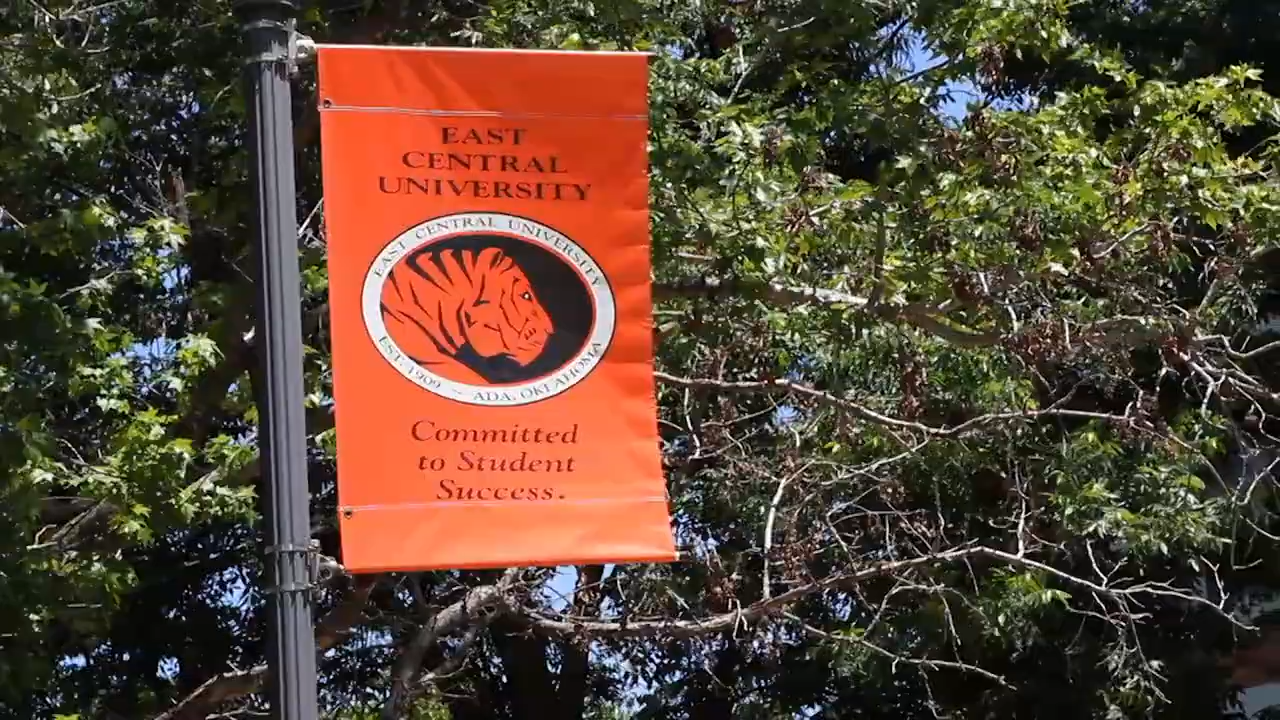 EAST
CENTRAL
UNIVERSITY
EAST CENTRAL UNIVERSITY
EST. 1909 ~ ADA, OKLAHOMA
Committed
to Student
Success.